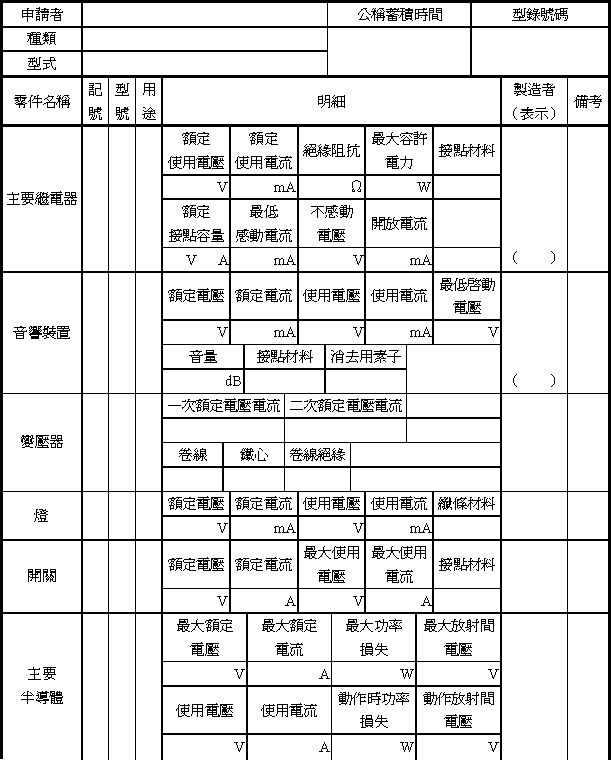 申請者 公稱蓄積時間 型錄號碼
種類
型式
零件名稱 記號 型號 用途 明細 製造者（表示） 備考
主要繼電器
額定使用電壓 額定使用電流 絕緣阻抗 最大容許電力 接點材料
V mA Ω W
額定接點容量 最低感動電流 不感動電壓 開放電流
V A mA V mA （ ）
音響裝置
額定電壓 額定電流 使用電壓 使用電流 最低啓動電壓
V mA V mA V
音量 接點材料 消去用素子
dB （ ）
變壓器
一次額定電壓電流 二次額定電壓電流
卷線 鐵心 卷線絕緣
燈
額定電壓 額定電流 使用電壓 使用電流 纖條材料
V mA V mA
開關
額定電壓 額定電流 最大使用電壓 最大使用電流 接點材料
V A V A
主要半導體
最大額定電壓 最大額定電流 最大功率損失 最大放射間電壓
V A W V
使用電壓 使用電流 動作時功率損失 動作放射間電壓
V A W V